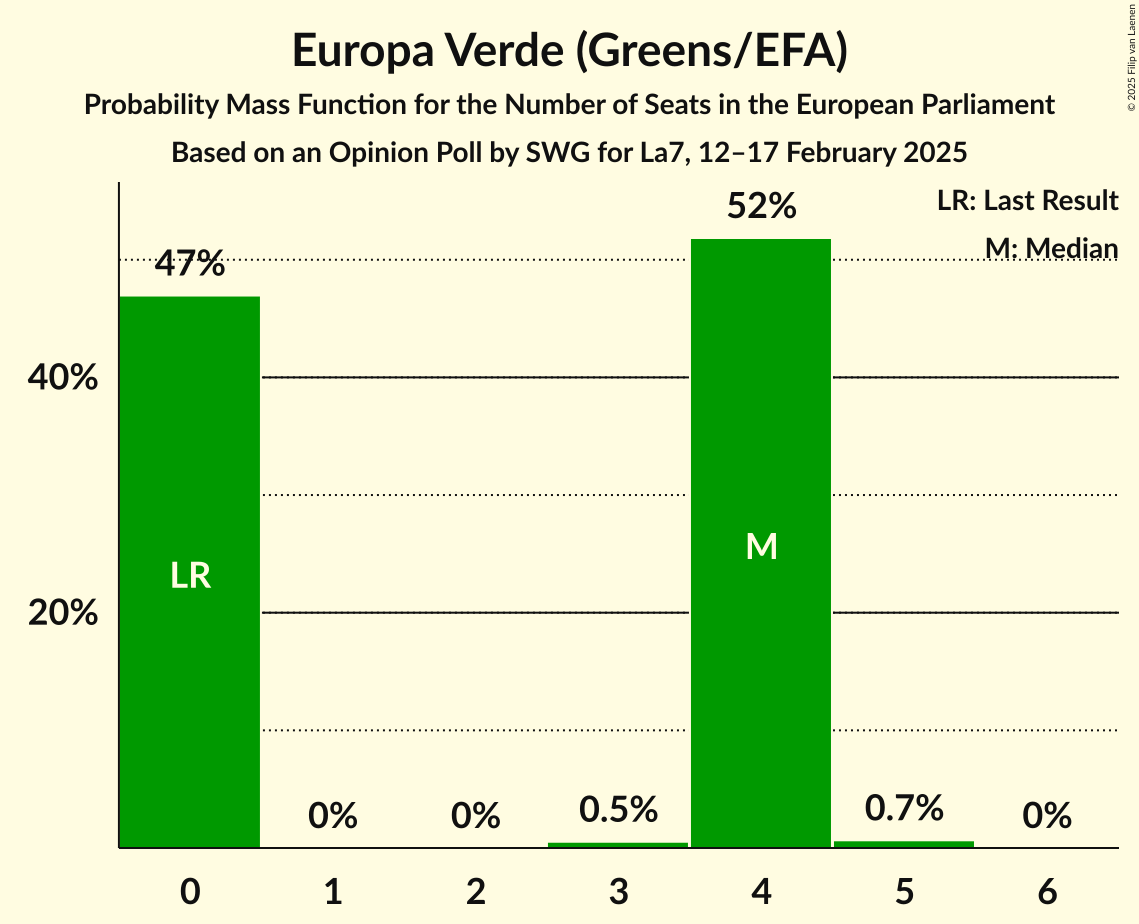 Europa Verde (Greens/EFA)
Probability Mass Function for the Number of Seats in the European Parliament
Based on an Opinion Poll by SWG for La7, 12–17 February 2025
© 2025 Filip van Laenen
LR: Last Result
M: Median
47%
52%
40%
20%
LR
M
0%
0%
0.5%
0.7%
0%
0
1
2
3
4
5
6